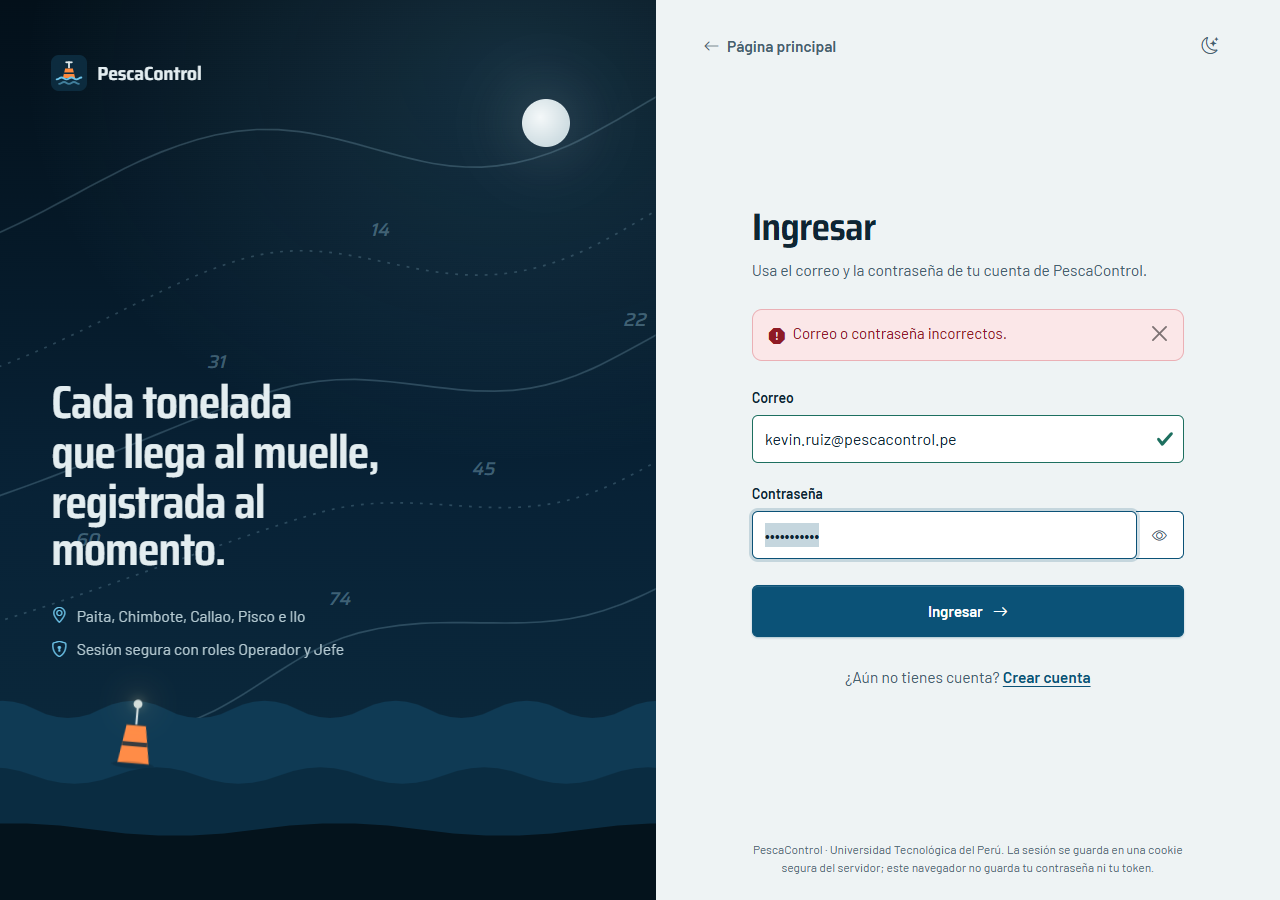 PescaControl
14
22
31
Cada tonelada
que llega al muelle,
45
registrada al
60
momento.
74
Paita, Chimbote, Callao, Pisco e Ilo
Sesión segura con roles Operador y Jefe
Página principal
Ingresar
Usa el correo y la contraseña de tu cuenta de PescaControl.
Correo o contraseña incorrectos.
Correo
kevin.ruiz@pescacontrol.pe
Contraseña
•••••••••••
Ingresar
¿Aún no tienes cuenta? Crear cuenta
PescaControl · Universidad Tecnológica del Perú. La sesión se guarda en una cookie
segura del servidor; este navegador no guarda tu contraseña ni tu token.